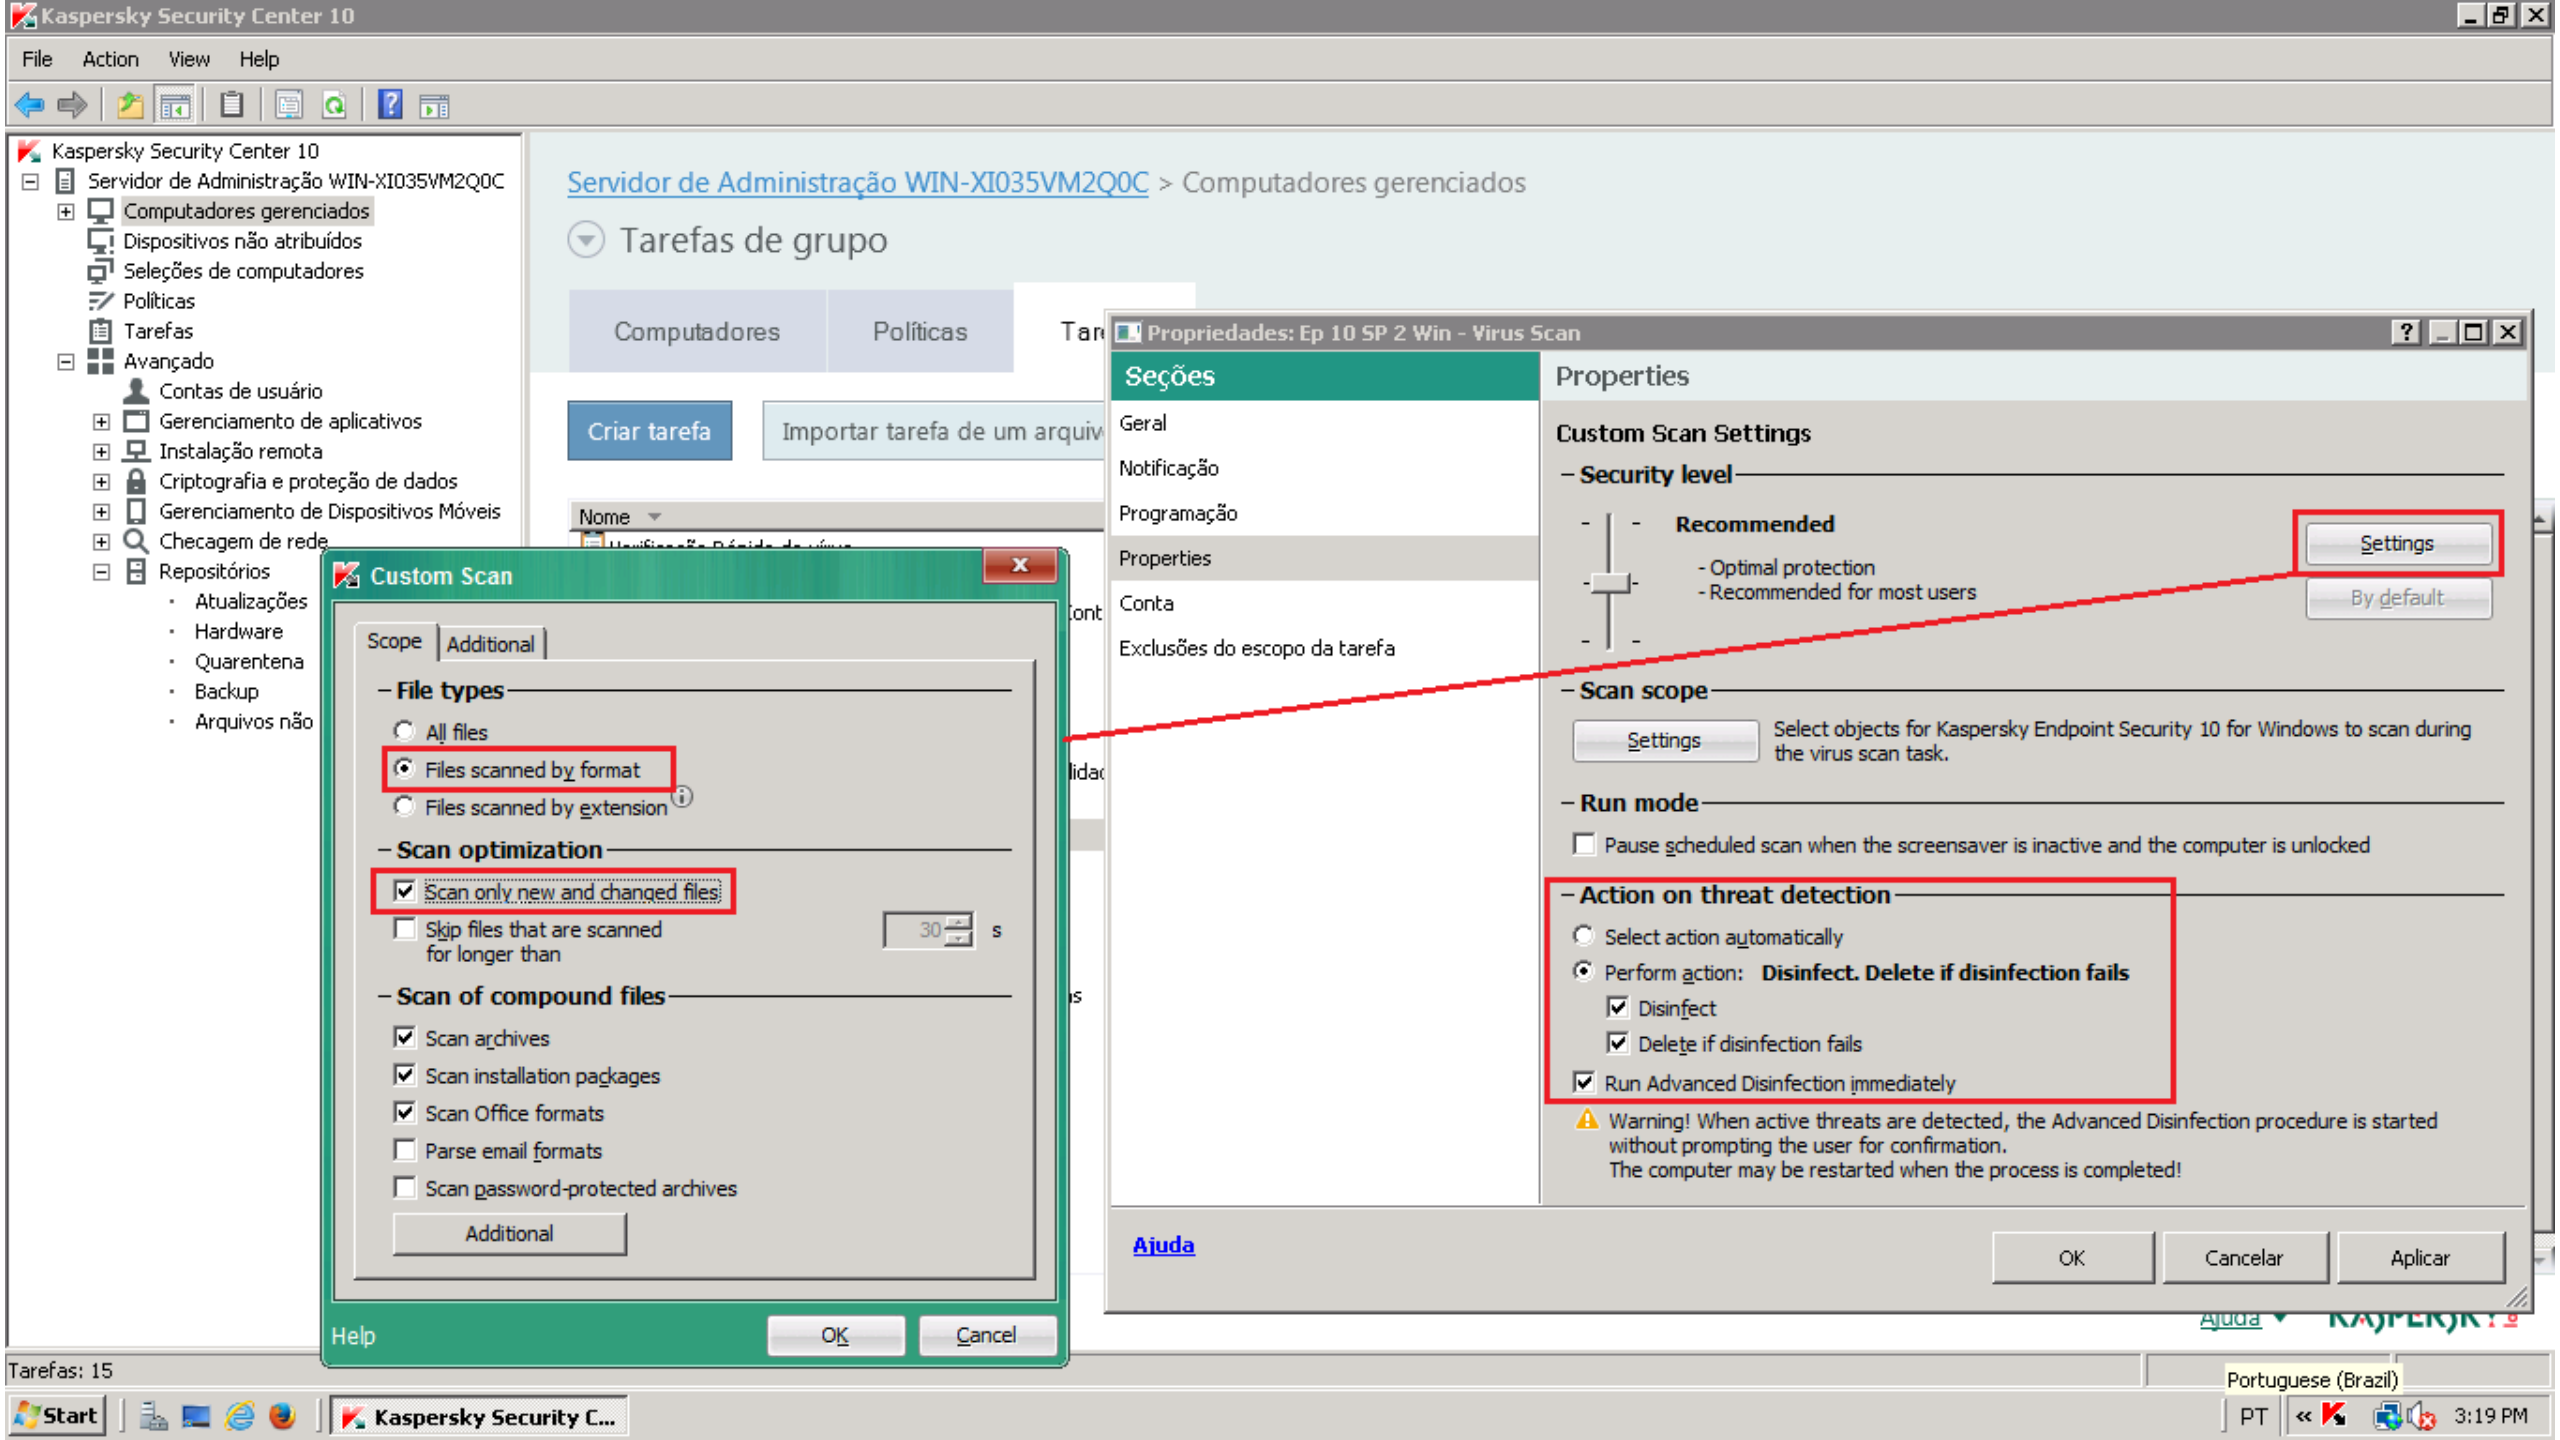 Kaspersky Security Center 10
File Action View Help
Kaspersky Security Center 10
Servidor de Administração WIN-XI035VM2Q0C
Computadores gerenciados
Dispositivos não atribuídos
Seleções de computadores
Políticas
Tarefas
Avançado
Contas de usuário
Gerenciamento de aplicativos
Instalação remota
Criptografia e proteção de dados
Gerenciamento de Dispositivos Móveis
Checagem de rede
Repositórios
Atualizações
Hardware
Quarentena
Backup
Arquivos não
Servidor de Administração WIN-XI035VM2Q0C > Computadores gerenciados
Tarefas de grupo
Computadores Políticas Tare
Criar tarefa Importar tarefa de um arquiv
Nome
Cont
lidad
as
Custom Scan
Scope Additional
File types
All files
Files scanned by format
Files scanned by extension
Scan optimization
Scan only new and changed files
Skip files that are scanned
for longer than
30 s
Scan of compound files
Scan archives
Scan installation packages
Scan Office formats
Parse email formats
Scan password-protected archives
Additional
Help OK Cancel
Propriedades: Ep 10 SP 2 Win - Virus Scan
Seções
Geral
Notificação
Programação
Properties
Conta
Exclusões do escopo da tarefa
Properties
Custom Scan Settings
Security level
Recommended
- Optimal protection
- Recommended for most users
Settings
By default
Scan scope
Settings
Select objects for Kaspersky Endpoint Security 10 for Windows to scan during
the virus scan task.
Run mode
Pause scheduled scan when the screensaver is inactive and the computer is unlocked
Action on threat detection
Select action automatically
Perform action: Disinfect. Delete if disinfection fails
Disinfect
Delete if disinfection fails
Run Advanced Disinfection immediately
Warning! When active threats are detected, the Advanced Disinfection procedure is started
without prompting the user for confirmation.
The computer may be restarted when the process is completed!
Ajuda
OK Cancelar Aplicar
Ajuda
Tarefas: 15
Portuguese (Brazil)
Start
Kaspersky Security C...
PT « 3:19 PM